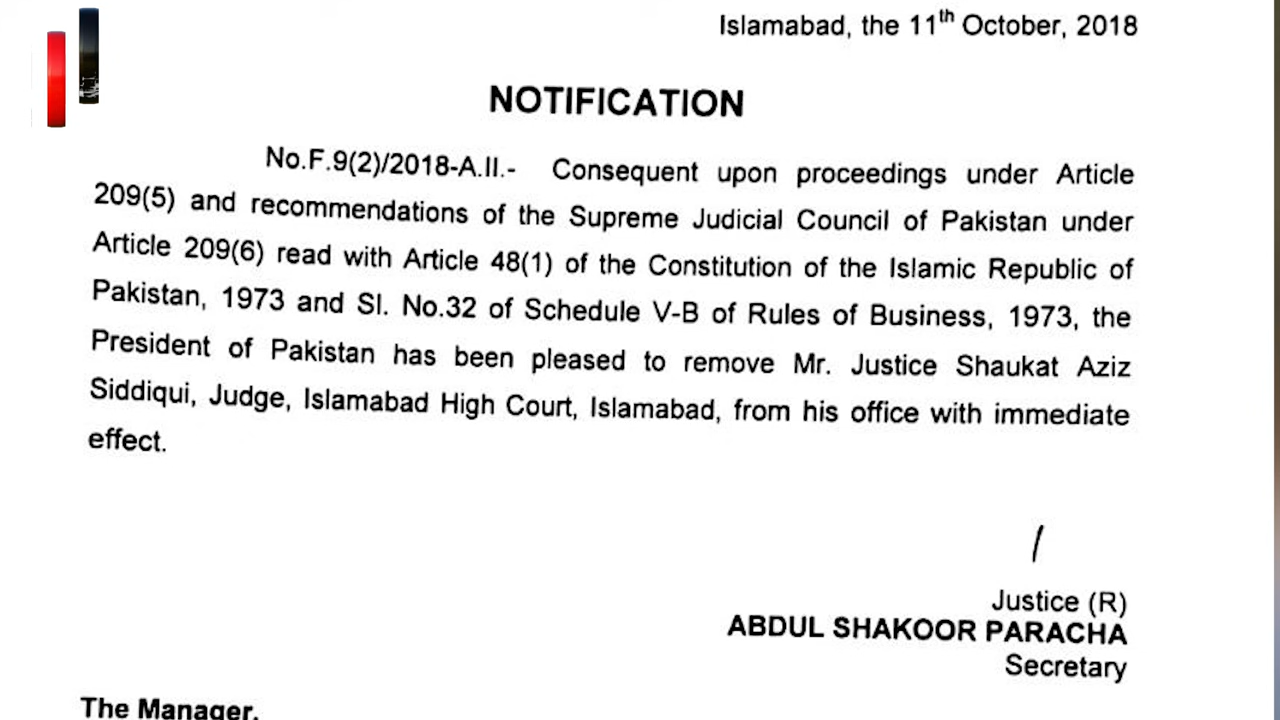 Islamabad, the 11th October, 2018
NOTIFICATION
No.F.9(2)/2018-A.II.- Consequent upon proceedings under Article
209(5) and recommendations of the Supreme Judicial Council of Pakistan under
Article 209(6) read with Article 48(1) of the Constitution of the Islamic Republic of
Pakistan, 1973 and Sl. No.32 of Schedule V-B of Rules of Business, 1973, the
President of Pakistan has been pleased to remove Mr. Justice Shaukat Aziz
Siddiqui, Judge, Islamabad High Court, Islamabad, from his office with immediate
effect.
Justice (R)
ABDUL SHAKOOR PARACHA
Secretary
The Manager,